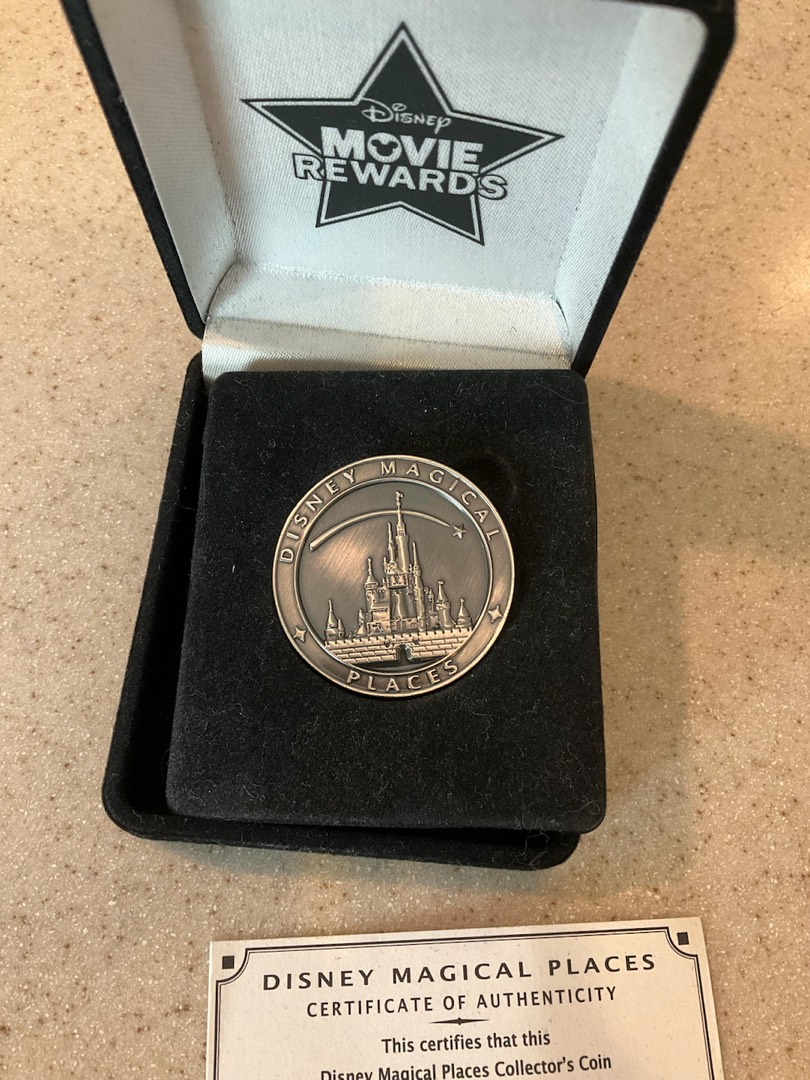 Disney
MOVIE
REWARDS
DISNEY MAGICAL
PLACES
DISNEY MAGICAL PLACES
CERTIFICATE OF AUTHENTICITY
This certifies that this
Disney Magical Places Collector's Coin